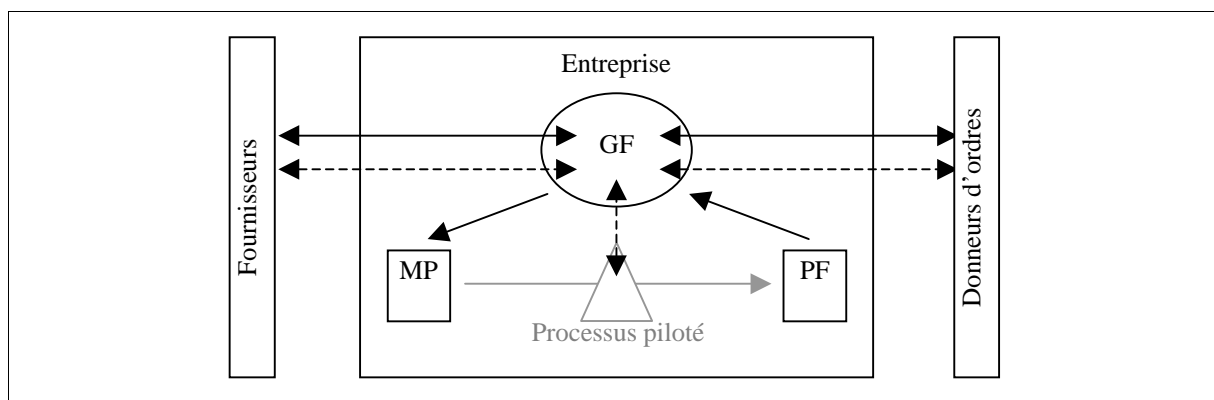 Entreprise
Fournisseurs
GF
Donneurs d'ordres
MP
PF
Processus piloté